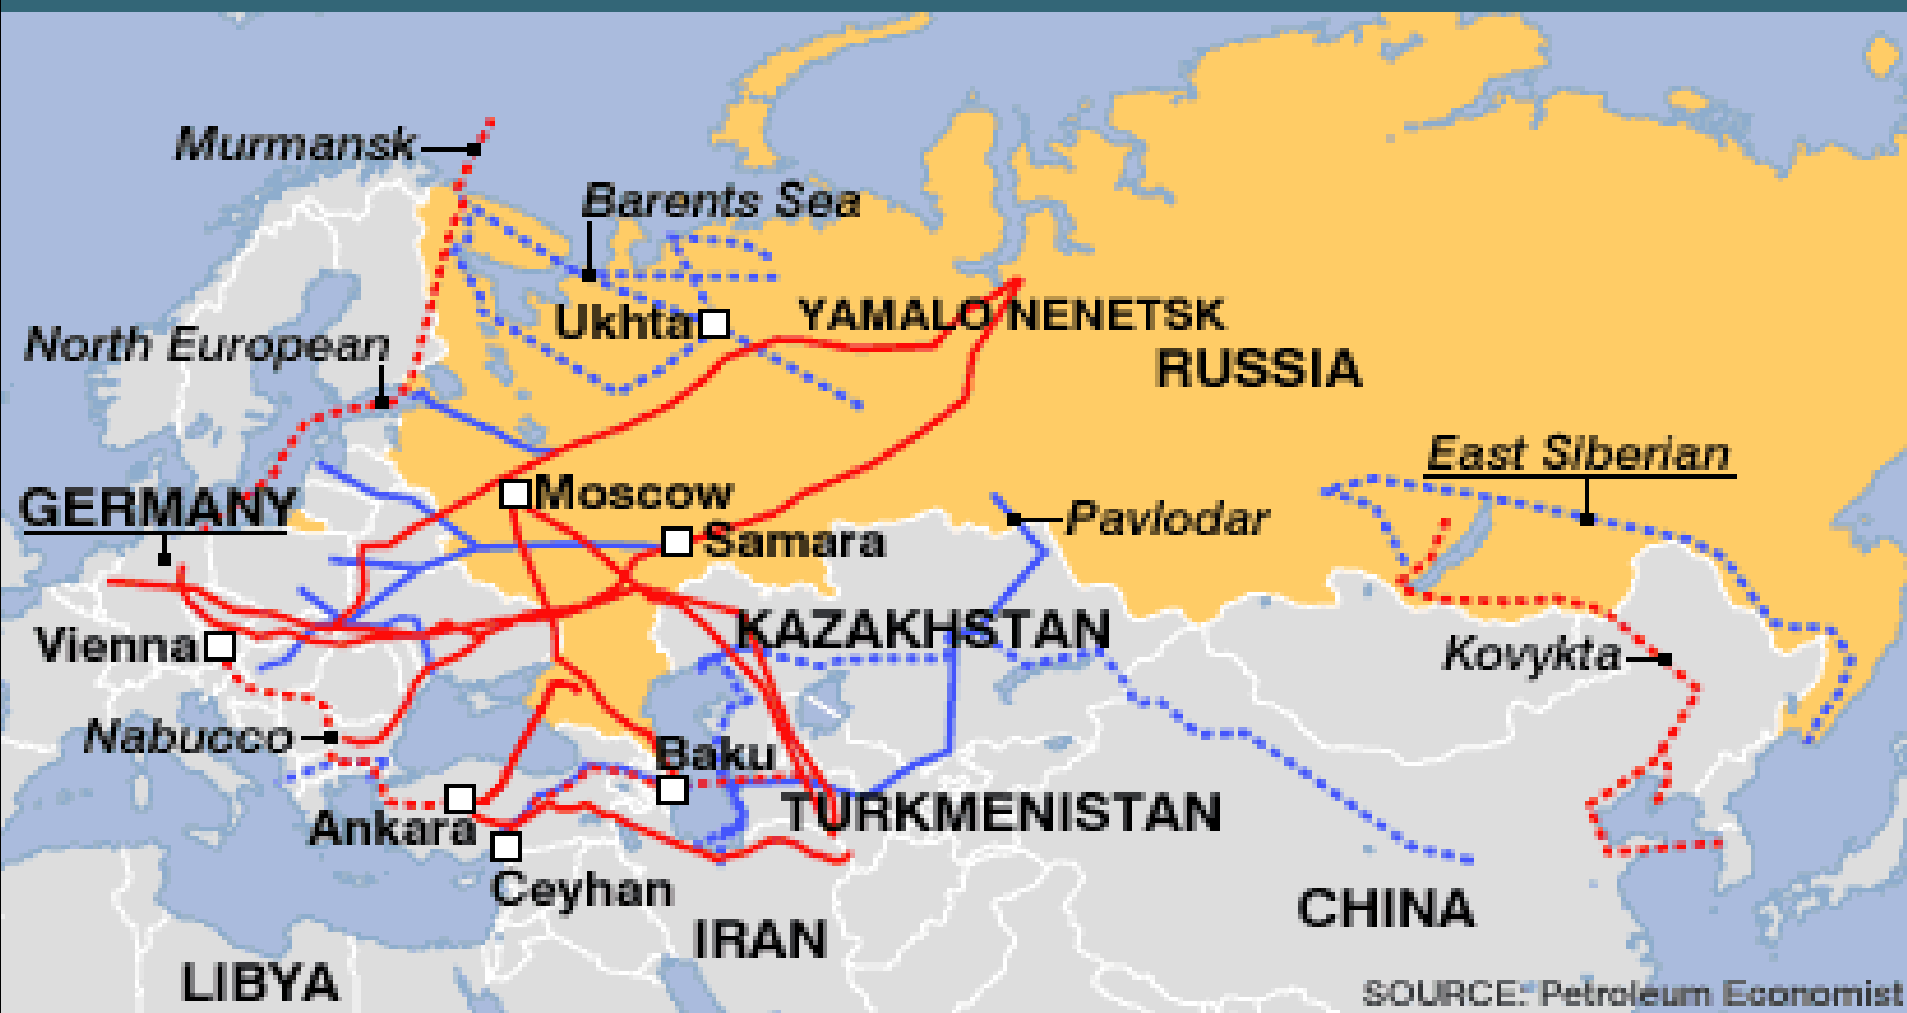 Murmansk
Barents Sea
Ukhta
YAMALO NENETSK
North European
RUSSIA
East Siberian
GERMANY
Moscow
Pavlodar
Samara
KAZAKHSTAN
Vienna
Kovykta
Nabucco
Baku
TURKMENISTAN
Ankara
Ceyhan
CHINA
IRAN
LIBYA
SOURCE: Petroleum Economist